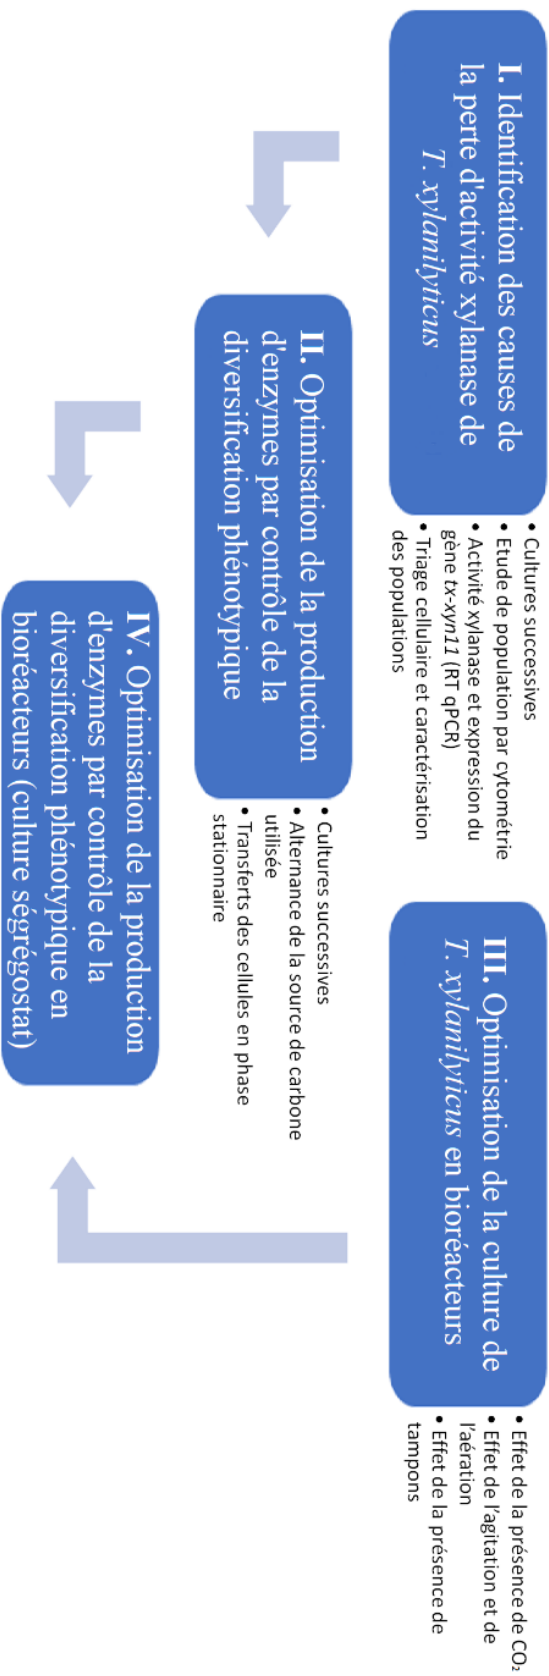 I. Identification des causes de
la perte d'activité xylanase de
T. xylanilyticus
• Cultures successives
• Etude de population par cytométrie
• Activité xylanase et expression du
gène tx-xyn11 (RT qPCR)
• Triage cellulaire et caractérisation
des populations
II. Optimisation de la production
d'enzymes par contrôle de la
diversification phénotypique
• Cultures successives
• Alternance de la source de carbone
utilisée
• Transferts des cellules en phase
stationnaire
III. Optimisation de la culture de
T. xylanilyticus en bioréacteurs
• Effet de la présence de CO₂
• Effet de l'agitation et de
l'aération
• Effet de la présence de
tampons
IV. Optimisation de la production
d'enzymes par contrôle de la
diversification phénotypique en
bioréacteurs (culture ségrégostat)